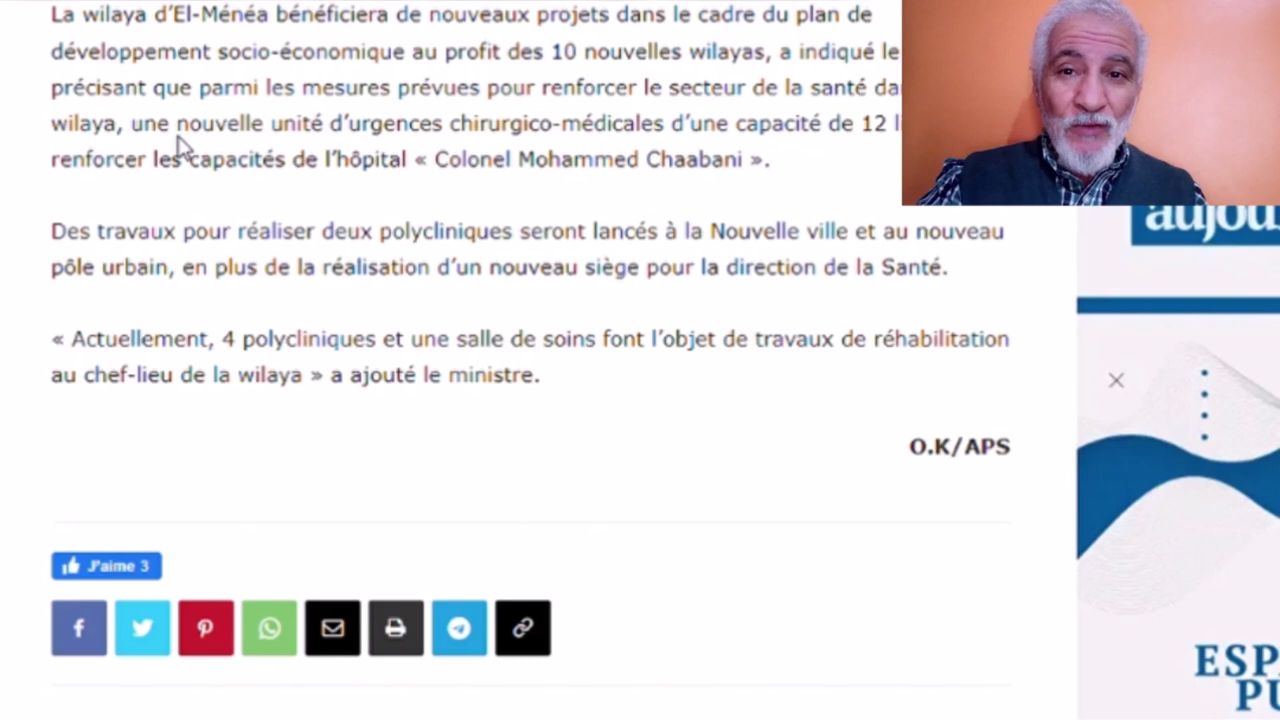 La wilaya d’El-Ménéa bénéficiera de nouveaux projets dans le cadre du plan de
développement socio-économique au profit des 10 nouvelles wilayas, a indiqué le
précisant que parmi les mesures prévues pour renforcer le secteur de la santé
wilaya, une nouvelle unité d’urgences chirurgico-médicales d’une capacité de 12
renforcer les capacités de l’hôpital « Colonel Mohammed Chaabani ».
Des travaux pour réaliser deux polycliniques seront lancés à la Nouvelle ville et au nouveau
pôle urbain, en plus de la réalisation d’un nouveau siège pour la direction de la Santé.
« Actuellement, 4 polycliniques et une salle de soins font l’objet de travaux de réhabilitation
au chef-lieu de la wilaya » a ajouté le ministre.
O.K/APS
J'aime 3